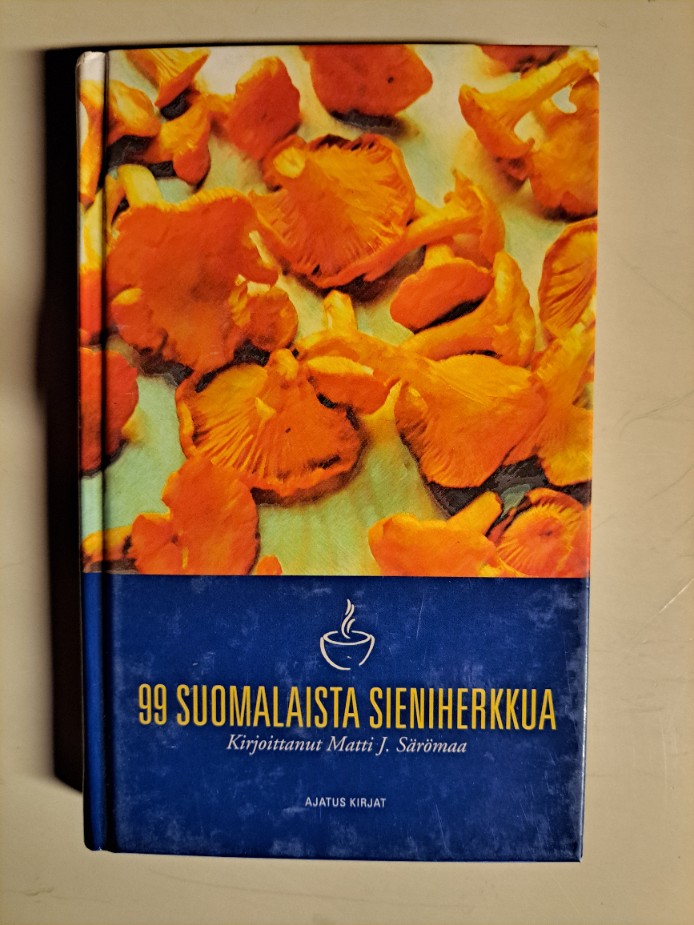 99 SUOMALAISTA SIENIHERKKUA
Kirjoittanut Matti J. Särömaa
AJATUS KIRJAT